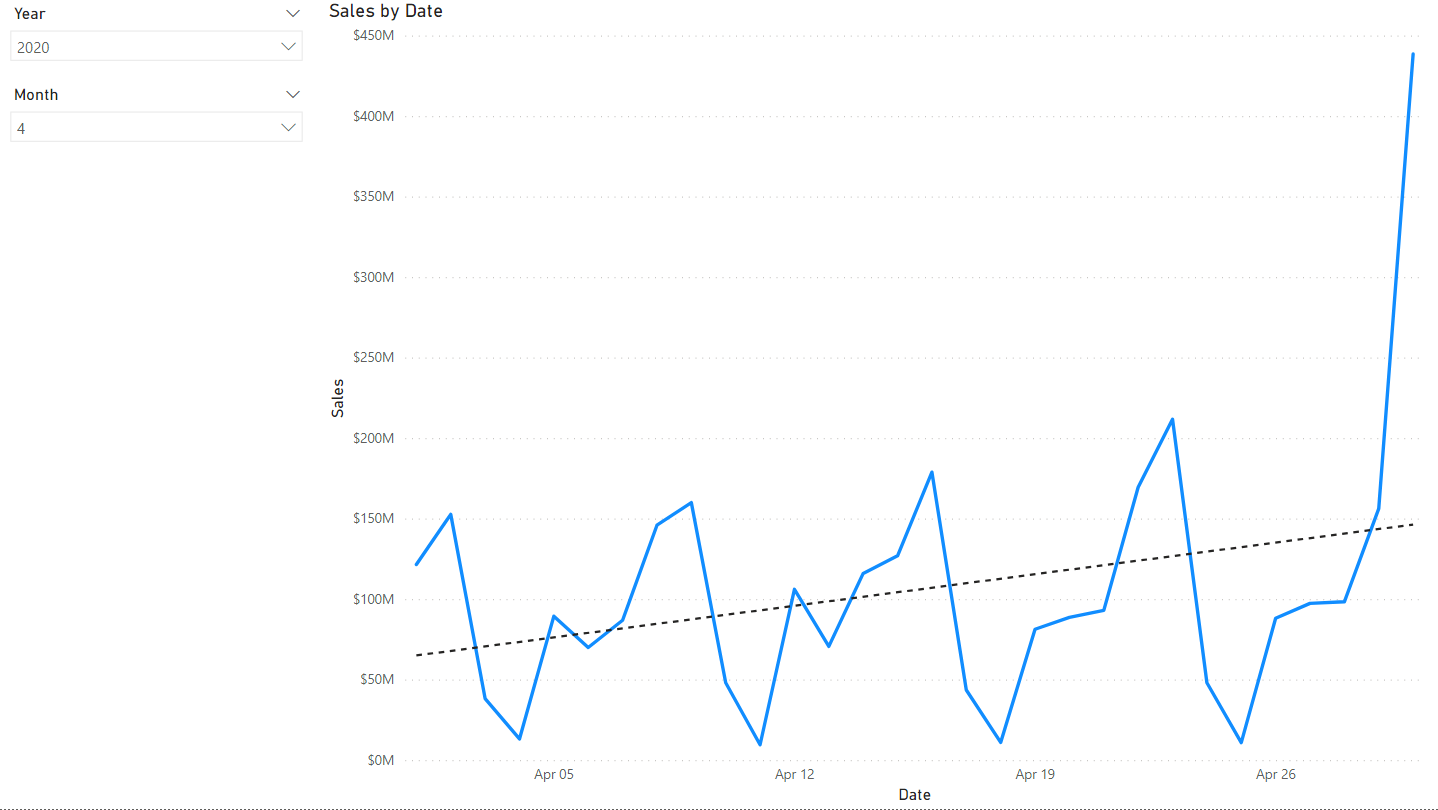 Year
2020
Month
4
Sales by Date
$450M
$400M
$350M
$300M
$250M
$200M
$150M
$100M
$50M
$0M
Sales
Apr 05 Apr 12 Apr 19 Apr 26
Date